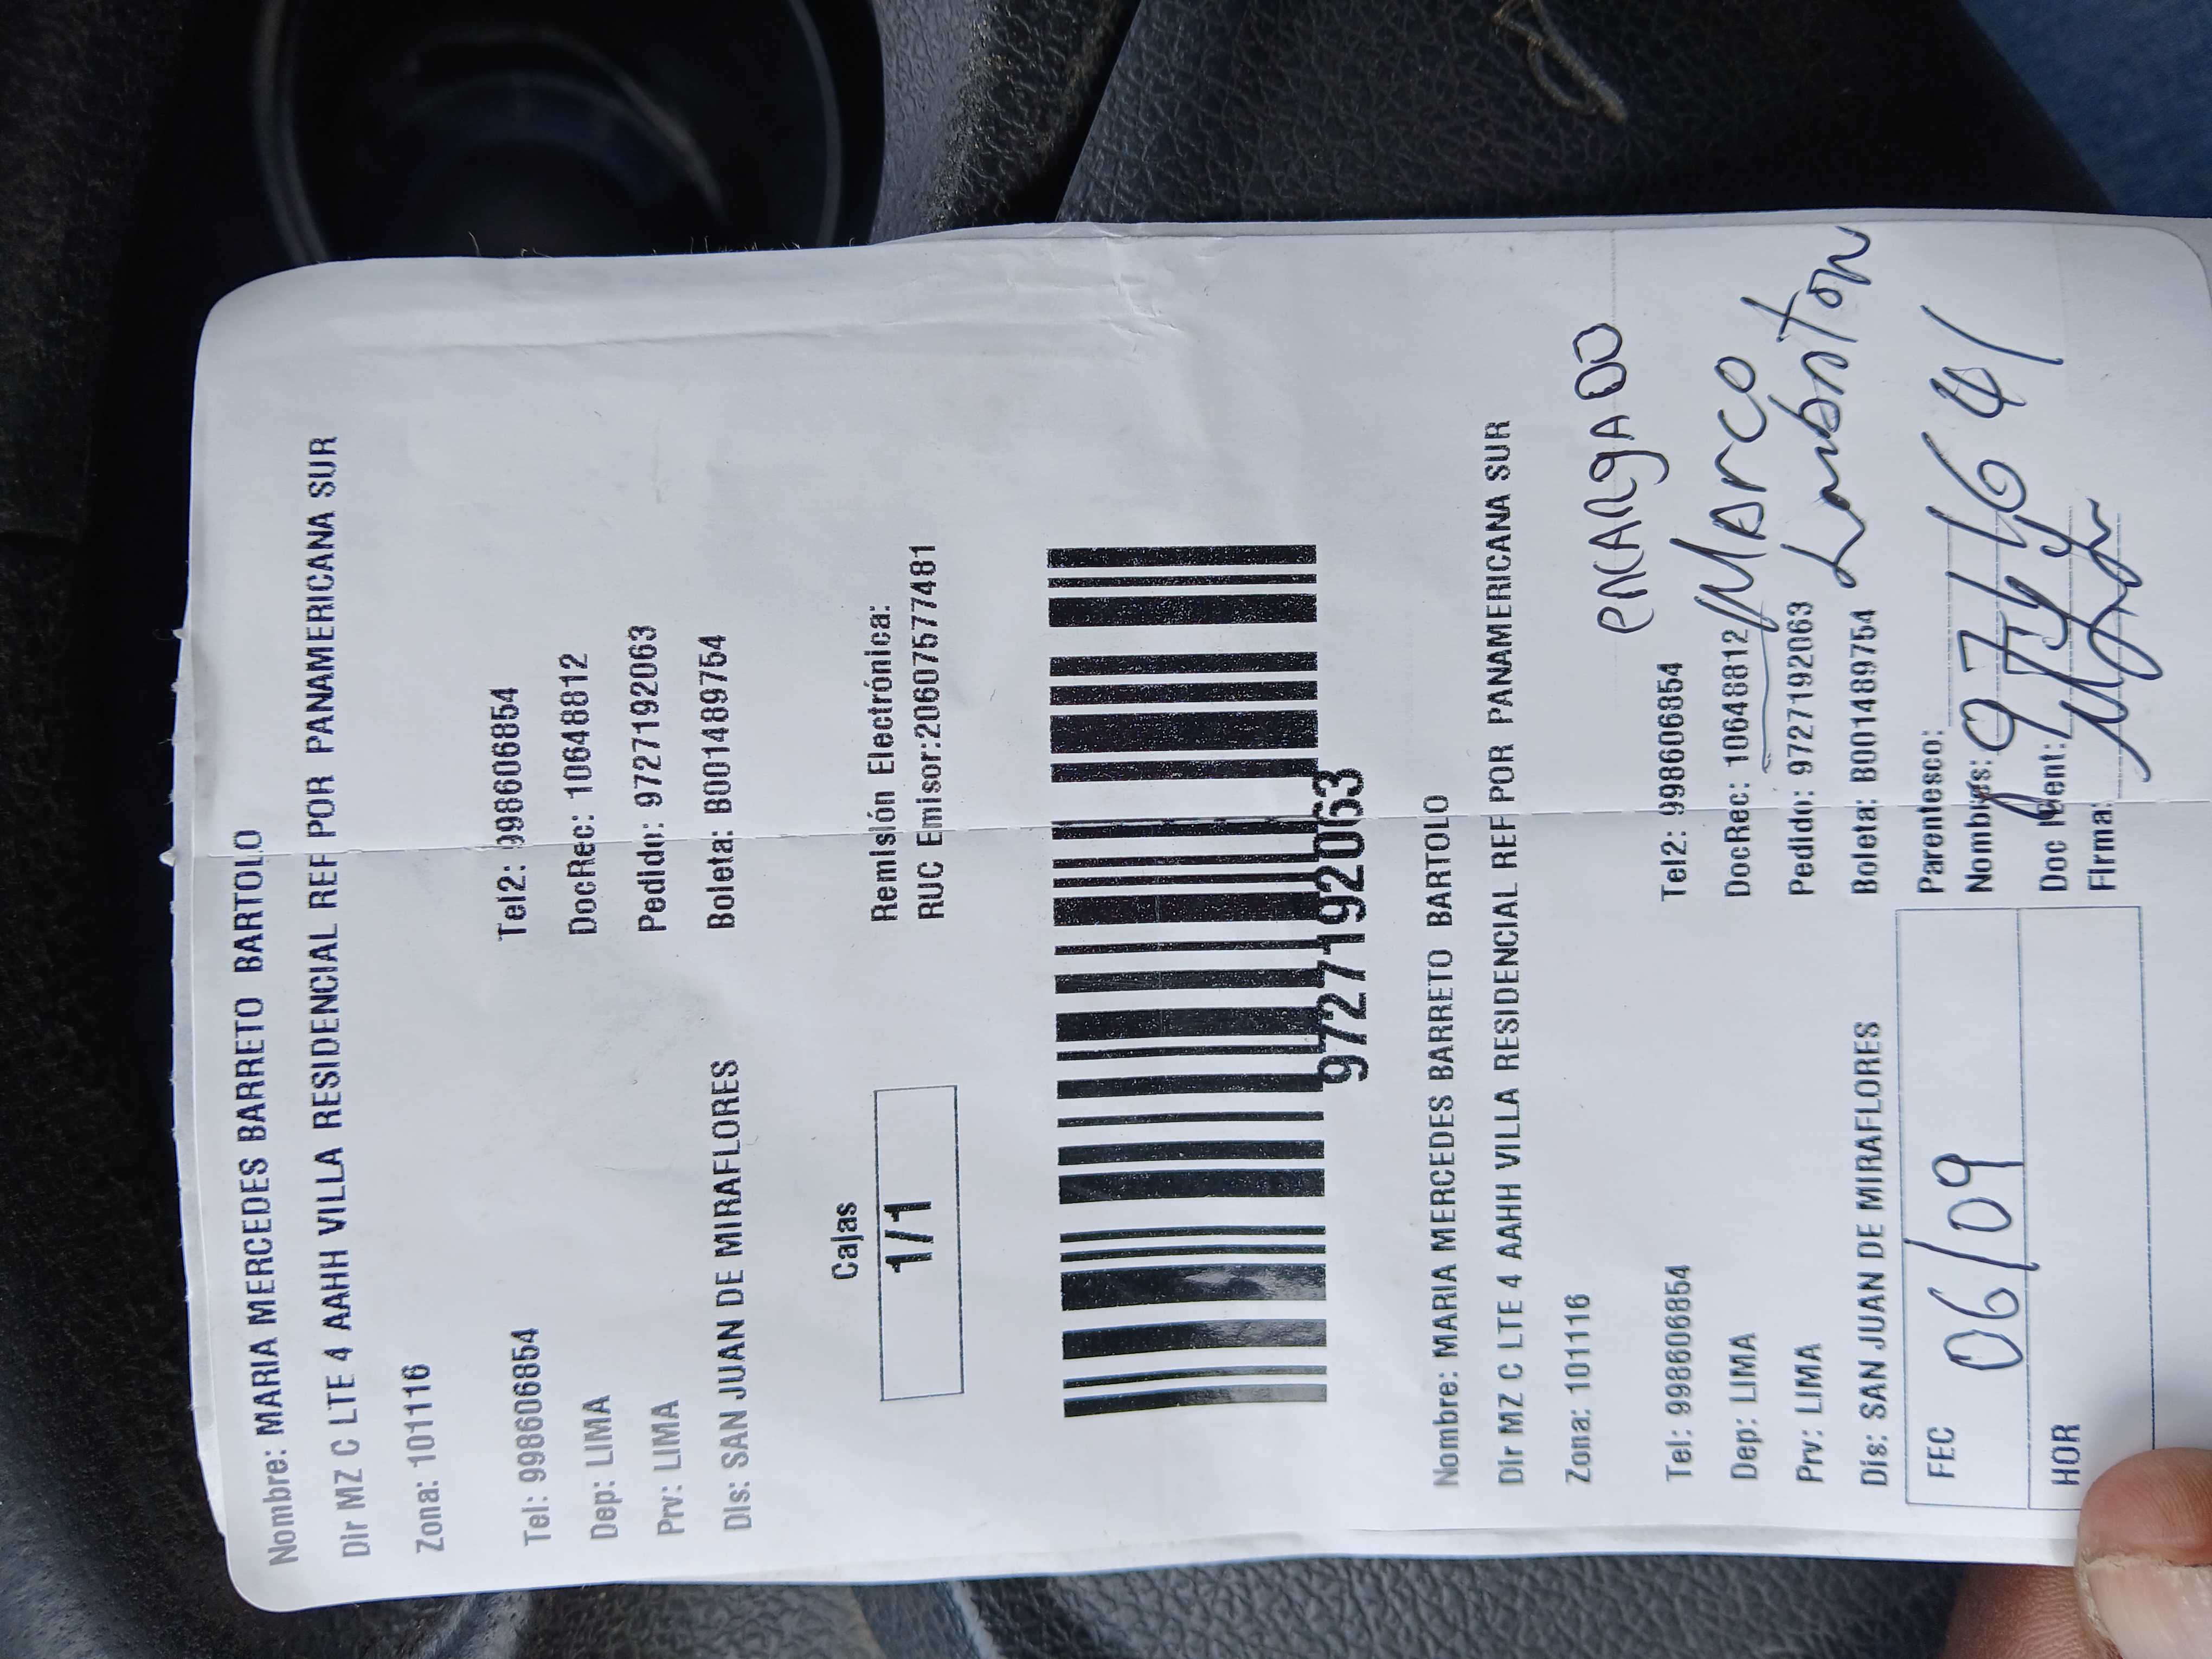 Nombre: MARIA MERCEDES BARRETO BARTOLO
Dir MZ C LTE 4 AAHH VILLA RESIDENCIAL REF POR PANAMERICANA SUR
Zona: 101116
Tel: 998606854 Tel2: 998606854
Dep: LIMA DocRec: 10648812
Prv: LIMA Pedido: 9727192063
Dis: SAN JUAN DE MIRAFLORES Boleta: B001489754
Cajas
1/1
Remisión Electrónica:
RUC Emisor:20607577481
9727192063
Nombre: MARIA MERCEDES BARRETO BARTOLO
Dir MZ C LTE 4 AAHH VILLA RESIDENCIAL REF POR PANAMERICANA SUR
Zona: 101116
encargado
Tel: 998606854 Tel2: 998606854
Dep: LIMA DocRec: 10648812 Marco
Prv: LIMA Pedido: 9727192063
Dis: SAN JUAN DE MIRAFLORES Boleta: B001489754
FEC 06/09
HOR
Parentesco:
Nombres:
Doc Ident:
Firma: